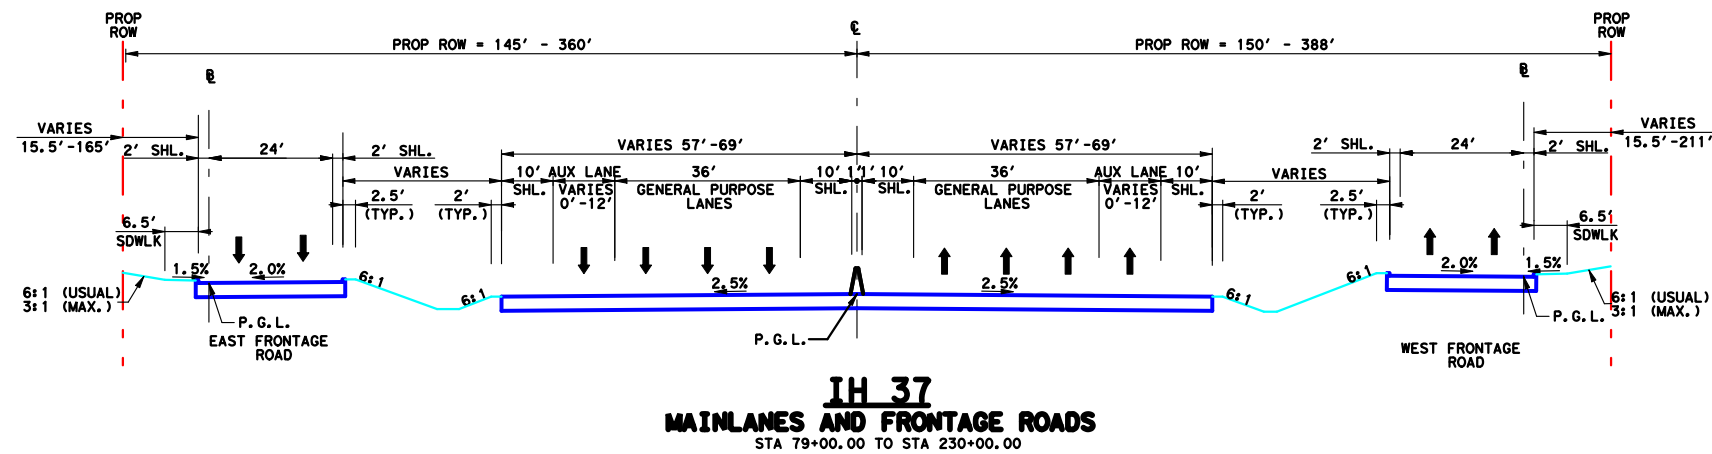 PROP
ROW
PROP ROW = 145' - 360'
℄
PROP ROW = 150' - 388'
PROP
ROW
VARIES
15.5'-165'
2' SHL.
24'
2' SHL.
VARIES
2.5'
(TYP.)
2'
(TYP.)
6.5'
SDWLK
VARIES 57'-69'
VARIES 57'-69'
10'
SHL.
AUX LANE
VARIES
0'-12'
36'
GENERAL PURPOSE
LANES
10'
SHL.
1'
1'
10'
SHL.
36'
GENERAL PURPOSE
LANES
AUX LANE
VARIES
0'-12'
10'
SHL.
2'
(TYP.)
VARIES
2.5'
(TYP.)
2' SHL.
24'
2' SHL.
VARIES
15.5'-211'
6.5'
SDWLK
1.5%
2.0%
6:1
6:1
2.5%
2.5%
6:1
6:1
2.0%
1.5%
6:1 (USUAL)
3:1 (MAX.)
P.G.L.
EAST FRONTAGE
ROAD
P.G.L.
P.G.L.
WEST FRONTAGE
ROAD
6:1 (USUAL)
3:1 (MAX.)
IH 37
MAINLANES AND FRONTAGE ROADS
STA 79+00.00 TO STA 230+00.00